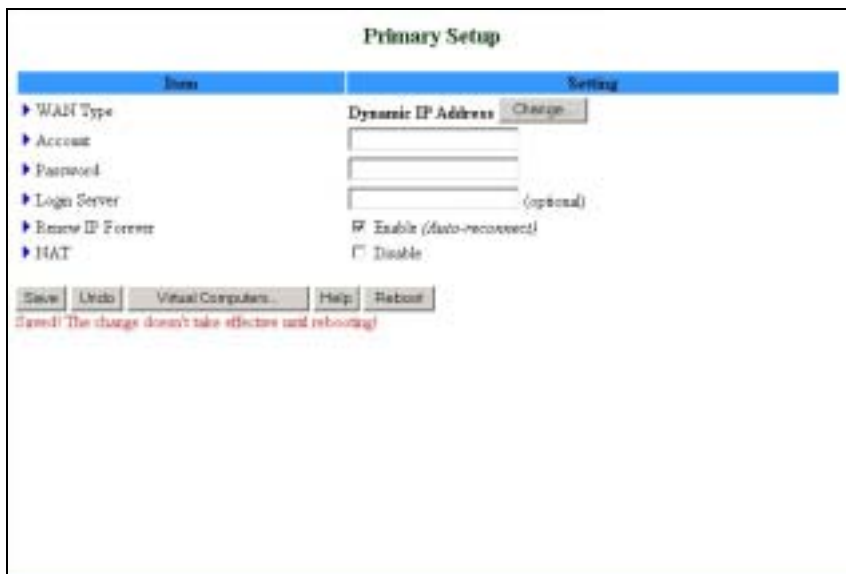 Primary Setup
Item Setting
WAN Type Dynamic IP Address Change...
Account
Password
Login Server (optional)
Renew IP Forever Enable (Auto-reconnect)
NAT Disable
Save Undo Virtual Computers... Help Reboot
Saved! The change doesn't take effective until rebooting!